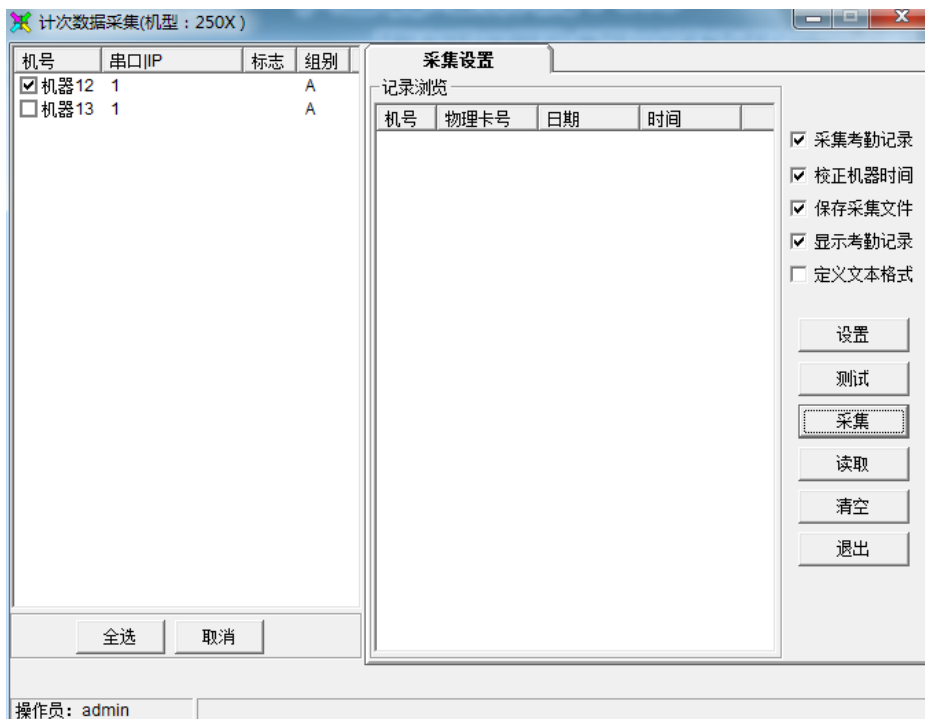 计次数据采集(机型：250X )
机号 串口|IP 标志 组别
机器12 1 A
机器13 1 A
全选 取消
采集设置
记录浏览
机号 物理卡号 日期 时间
采集考勤记录
校正机器时间
保存采集文件
显示考勤记录
定义文本格式
设置
测试
采集
读取
清空
退出
操作员：admin